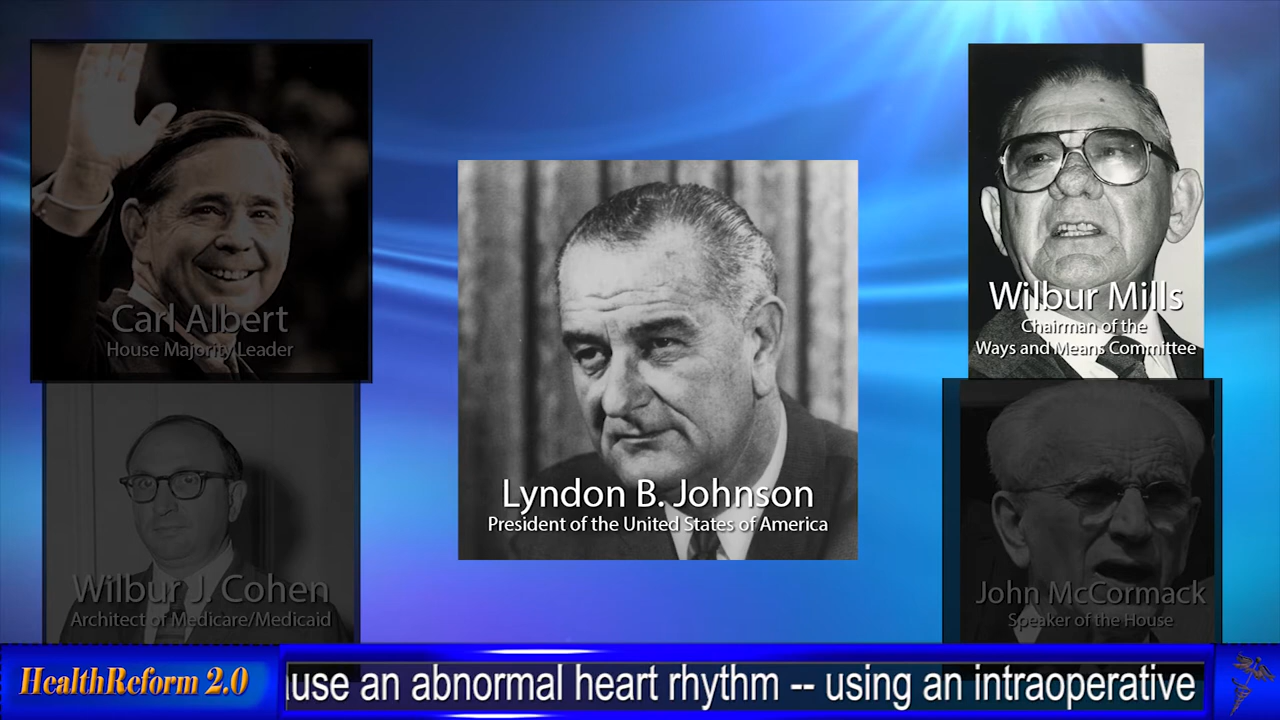 Carl Albert
House Majority Leader
Wilbur Mills
Chairman of the
Ways and Means Committee
Lyndon B. Johnson
President of the United States of America
Wilbur J. Cohen
Architect of Medicare/Medicaid
John McCormack
Speaker of the House
HealthReform 2.0
use an abnormal heart rhythm -- using an intraoperative